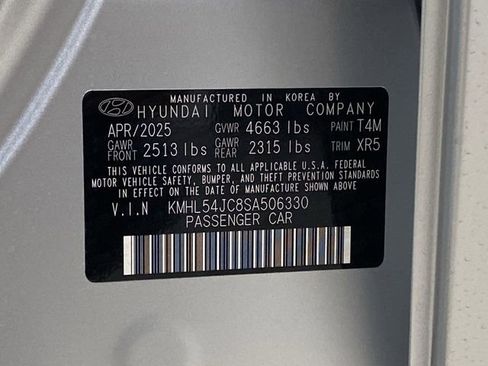 MANUFACTURED IN KOREA BY
HYUNDAI MOTOR COMPANY
APR/2025 GVWR 4663 lbs PAINT T4M
GAWR FRONT 2513 lbs GAWR REAR 2315 lbs TRIM XR5
THIS VEHICLE CONFORMS TO ALL APPLICABLE U.S.A. FEDERAL
MOTOR VEHICLE SAFETY, BUMPER, AND THEFT PREVENTION STANDARDS
IN EFFECT ON THE DATE OF MANUFACTURE SHOWN ABOVE.
V.I.N KMHL54JC8SA506330
PASSENGER CAR